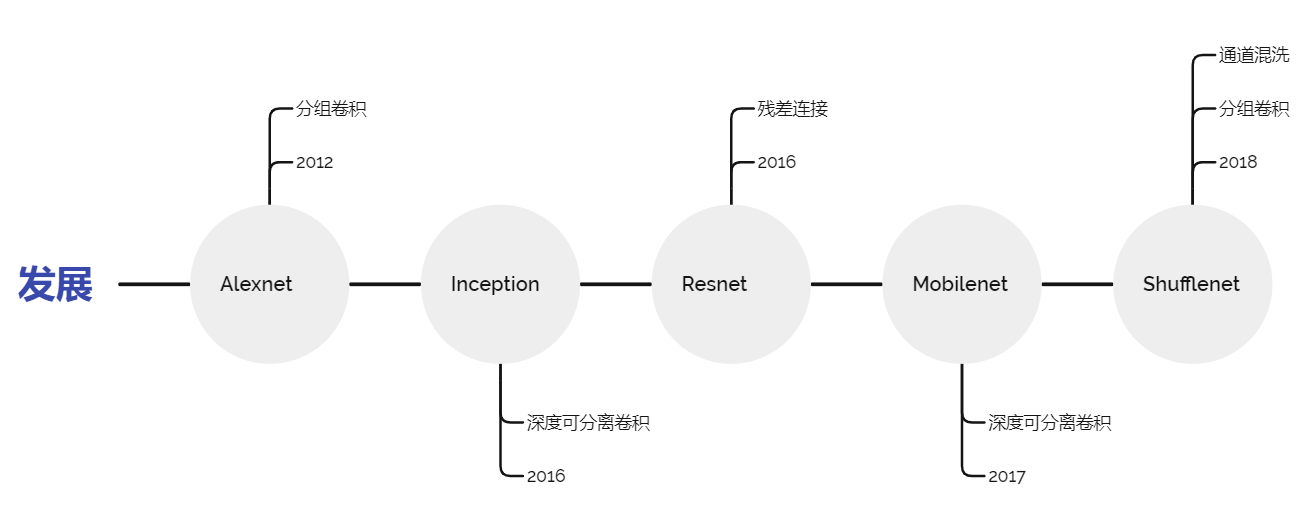 发展
Alexnet
分组卷积
2012
Inception
深度可分离卷积
2016
Resnet
残差连接
2016
Mobilenet
深度可分离卷积
2017
Shufflenet
通道混洗
分组卷积
2018